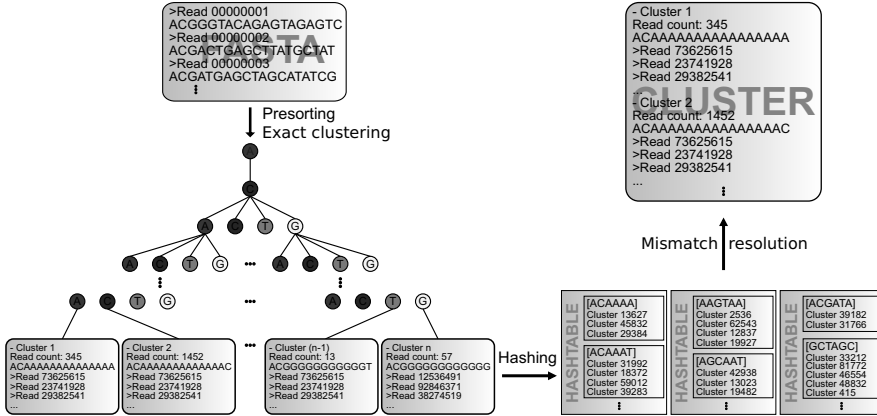 >Read 00000001
ACGGGTACAGAGTAGAGTC
>Read 00000002
ACGACTGAGCTTATGCTAT
>Read 00000003
ACGATGAGCTAGCATATCG
FASTA
Presorting
Exact clustering
A
C
A C T G
A C T G ... A C T G
A C T G ... A C T G
- Cluster 1
Read count: 345
ACAAAAAAAAAAAAA
>Read 73625615
>Read 23741928
>Read 29382541
...
- Cluster 2
Read count: 1452
ACAAAAAAAAAAAAC
>Read 73625615
>Read 23741928
>Read 29382541
...
...
- Cluster (n-1)
Read count: 13
ACGGGGGGGGGGGT
>Read 73625615
>Read 23741928
>Read 29382541
...
- Cluster n
Read count: 57
ACGGGGGGGGGGGG
>Read 12536491
>Read 92846371
>Read 38274519
...
Hashing
HASHTABLE
[ACAAAA]
Cluster 13627
Cluster 45832
Cluster 29384
[ACAAAT]
Cluster 31992
Cluster 18372
Cluster 59012
Cluster 39283
HASHTABLE
[AAGTAA]
Cluster 2536
Cluster 62543
Cluster 12837
Cluster 19927
[AGCAAT]
Cluster 42938
Cluster 13023
Cluster 19482
HASHTABLE
[ACGATA]
Cluster 39182
Cluster 31766
[GCTAGC]
Cluster 33212
Cluster 81772
Cluster 46554
Cluster 48832
Cluster 415
Mismatch resolution
- Cluster 1
Read count: 345
ACAAAAAAAAAAAAAAAA
>Read 73625615
>Read 23741928
>Read 29382541
...
CLUSTER
- Cluster 2
Read count: 1452
ACAAAAAAAAAAAAAAAC
>Read 73625615
>Read 23741928
>Read 29382541
...